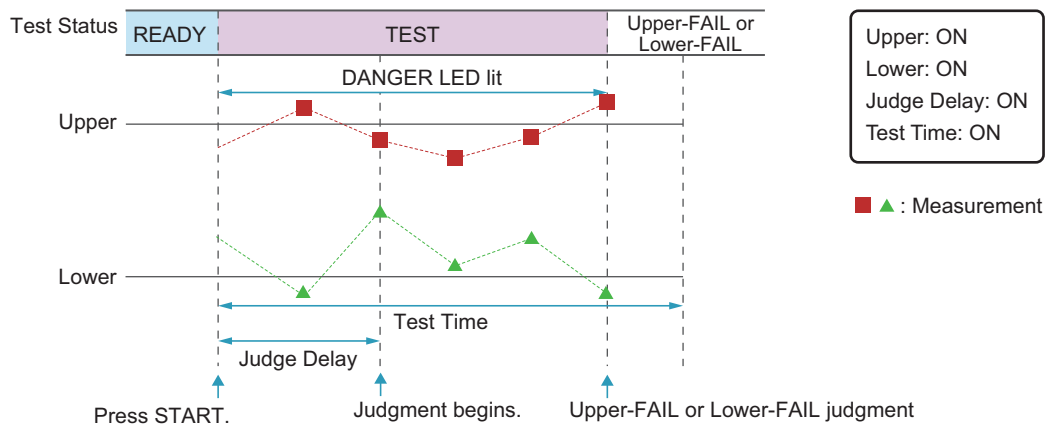 Test Status
READY
TEST
Upper-FAIL or
Lower-FAIL
DANGER LED lit
Upper
Lower
Test Time
Judge Delay
Press START.
Judgment begins.
Upper-FAIL or Lower-FAIL judgment
Upper: ON
Lower: ON
Judge Delay: ON
Test Time: ON
: Measurement